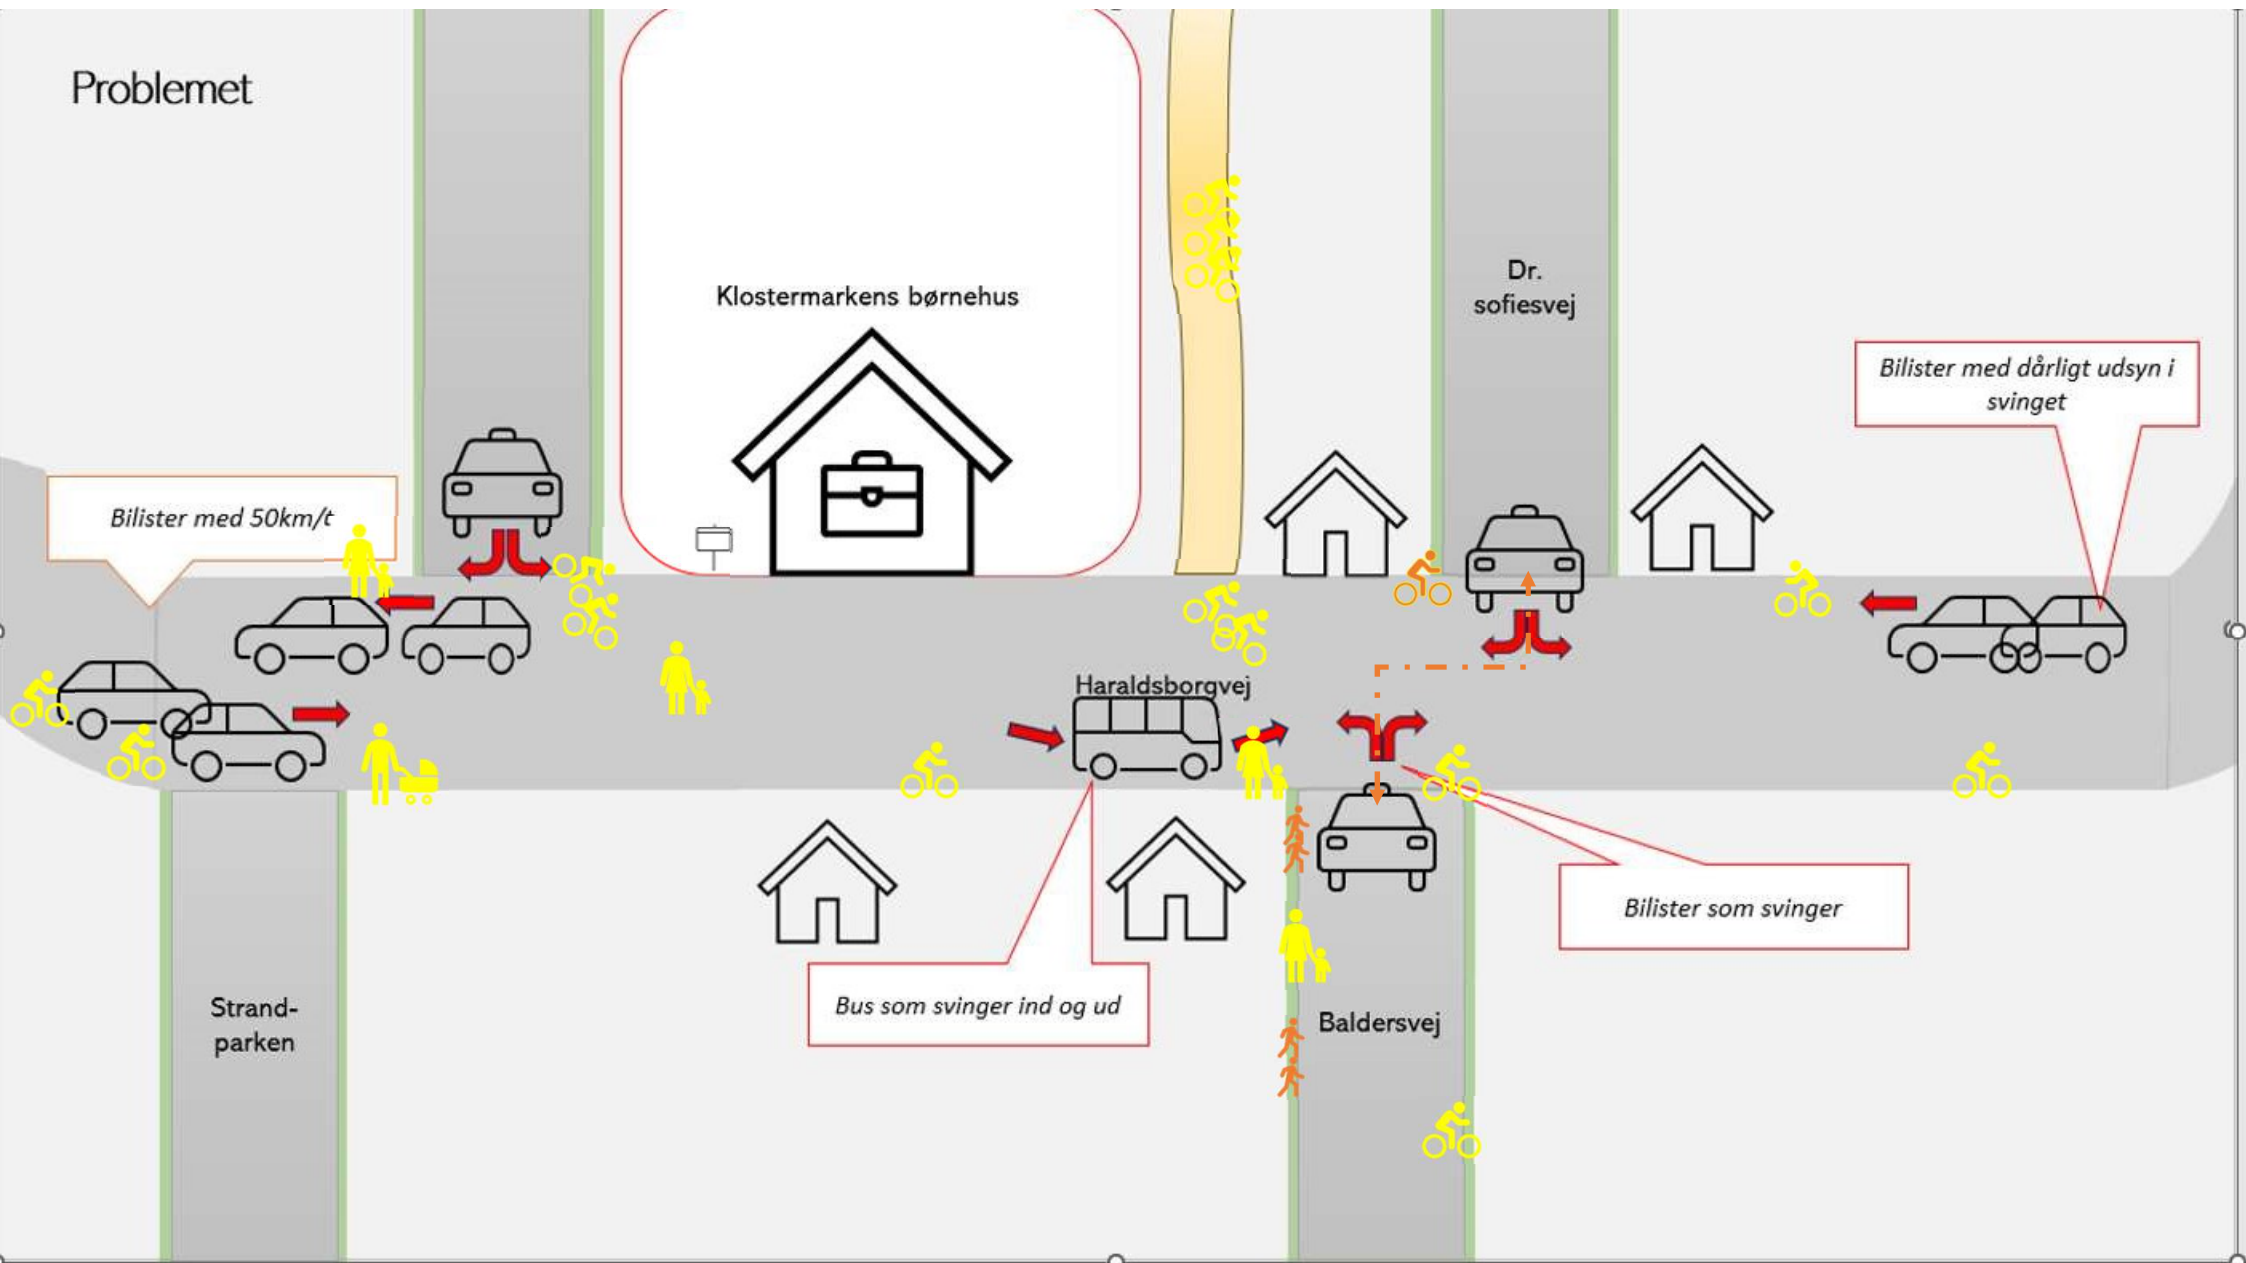 Problemet
Klostermarkens børnehus
Dr.
sofiesvej
Bilister med dårligt udsyn i
svinget
Bilister med 50km/t
Haraldsborgvej
Bilister som svinger
Bus som svinger ind og ud
Strand-
parken
Baldersvej